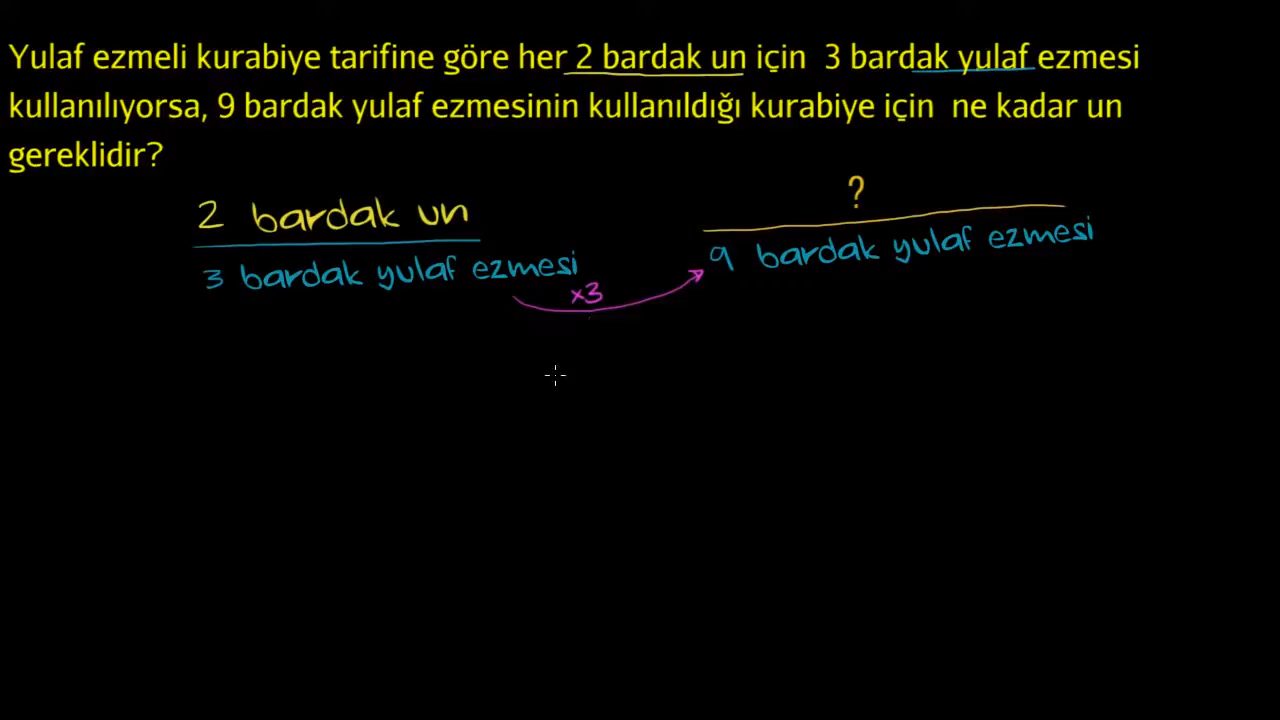 Yulaf ezmeli kurabiye tarifine göre her 2 bardak un için 3 bardak yulaf ezmesi
kullanılıyorsa, 9 bardak yulaf ezmesinin kullanıldığı kurabiye için ne kadar un
gereklidir?
2 bardak un
3 bardak yulaf ezmesi
x3
?
9 bardak yulaf ezmesi